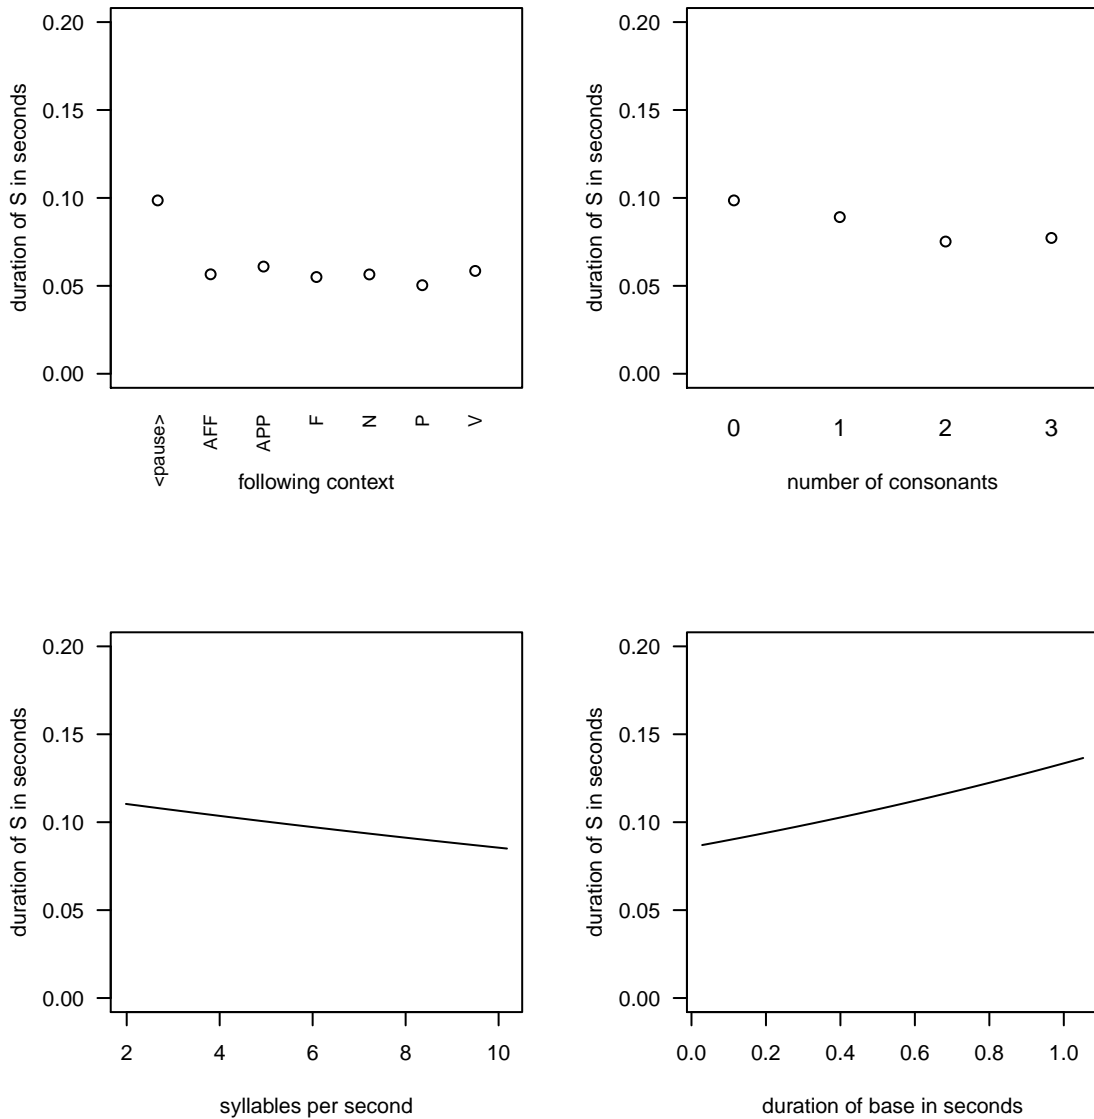 0.20
0.15
0.10
0.05
0.00
duration of S in seconds
<pause>
AFF
APP
F
N
P
V
following context
0.20
0.15
0.10
0.05
0.00
duration of S in seconds
0 1 2 3
number of consonants
0.20
0.15
0.10
0.05
0.00
duration of S in seconds
2 4 6 8 10
syllables per second
0.20
0.15
0.10
0.05
0.00
duration of S in seconds
0.0 0.2 0.4 0.6 0.8 1.0
duration of base in seconds